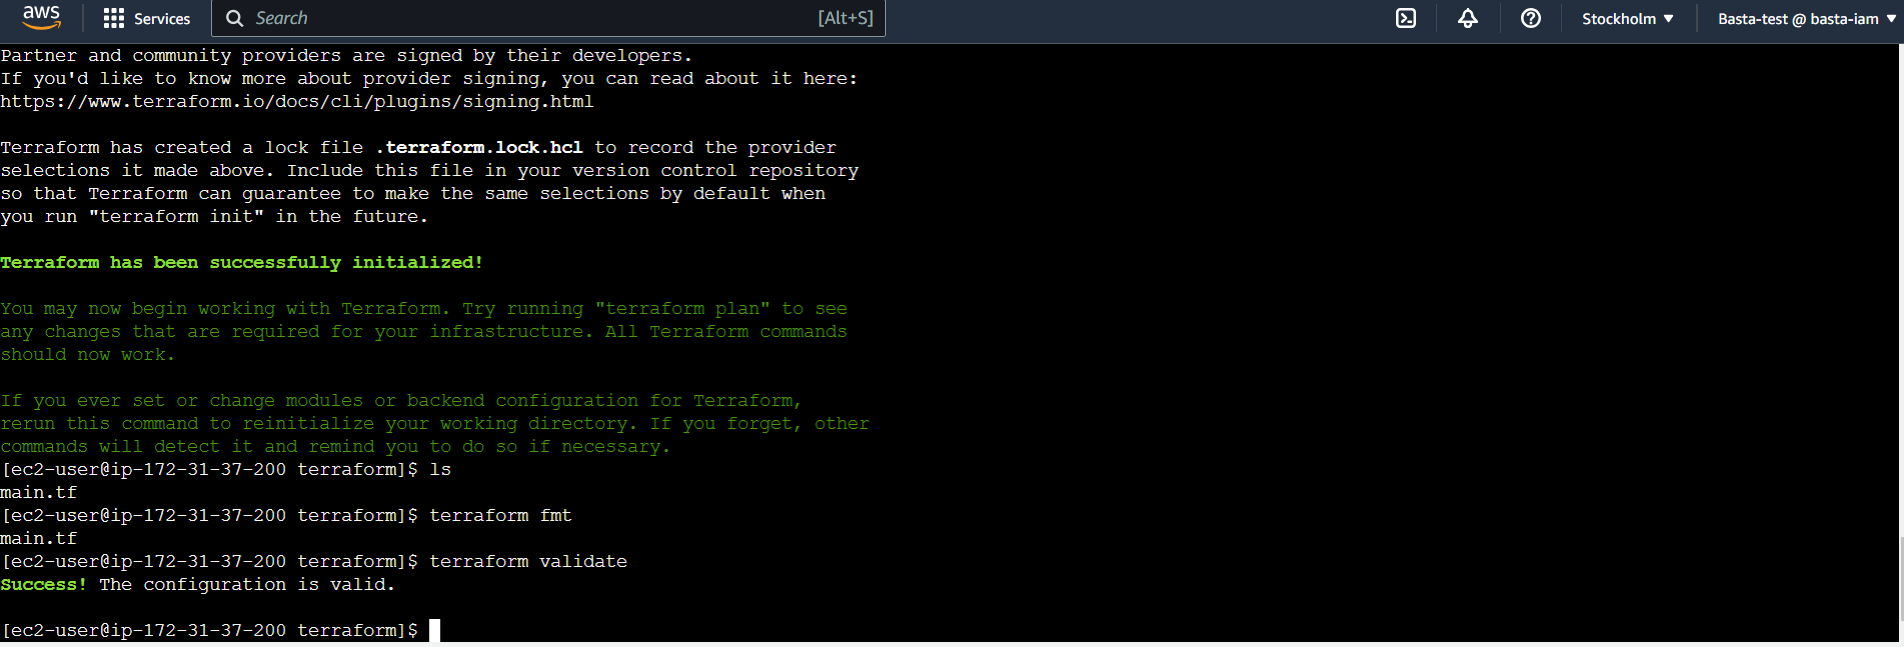 aws Services Search [Alt+S] Stockholm ▼ Basta-test @ basta-iam ▼
Partner and community providers are signed by their developers.
If you'd like to know more about provider signing, you can read about it here:
https://www.terraform.io/docs/cli/plugins/signing.html
Terraform has created a lock file .terraform.lock.hcl to record the provider
selections it made above. Include this file in your version control repository
so that Terraform can guarantee to make the same selections by default when
you run "terraform init" in the future.
Terraform has been successfully initialized!
You may now begin working with Terraform. Try running "terraform plan" to see
any changes that are required for your infrastructure. All Terraform commands
should now work.
If you ever set or change modules or backend configuration for Terraform,
rerun this command to reinitialize your working directory. If you forget, other
commands will detect it and remind you to do so if necessary.
[ec2-user@ip-172-31-37-200 terraform]$ ls
main.tf
[ec2-user@ip-172-31-37-200 terraform]$ terraform fmt
main.tf
[ec2-user@ip-172-31-37-200 terraform]$ terraform validate
Success! The configuration is valid.
[ec2-user@ip-172-31-37-200 terraform]$